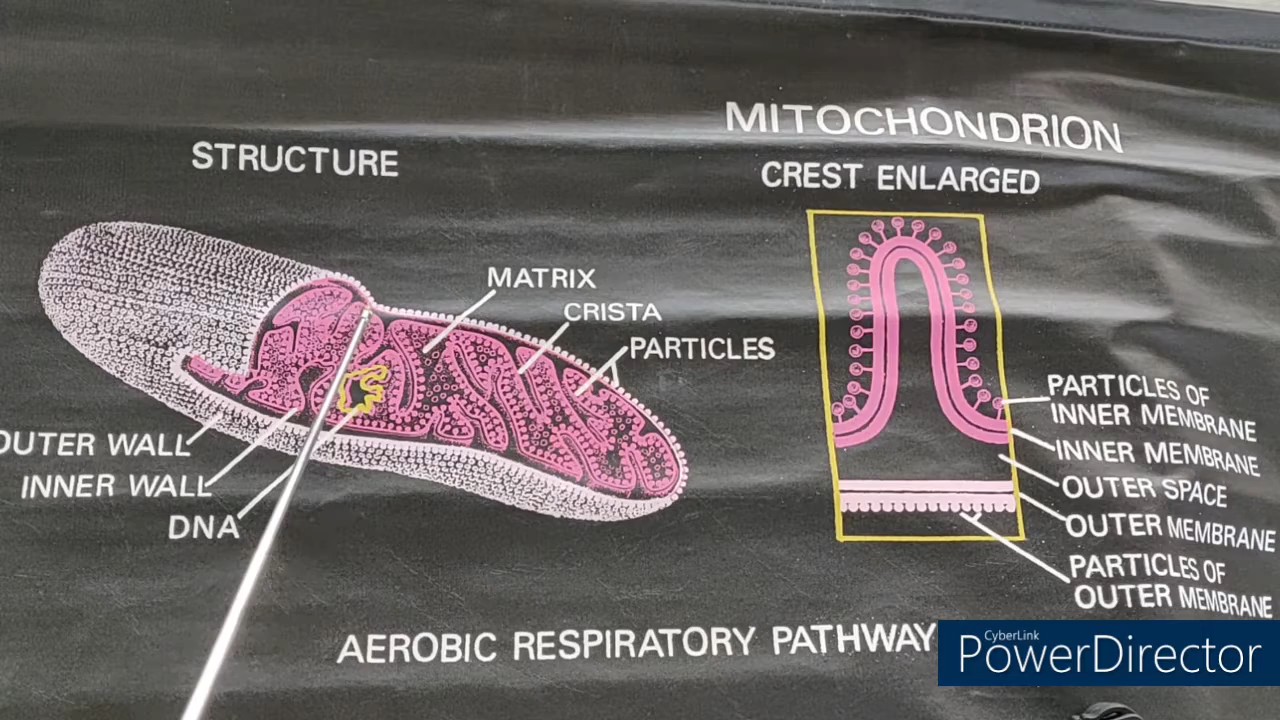 MITOCHONDRION
STRUCTURE
CREST ENLARGED
MATRIX
CRISTA
PARTICLES
OUTER WALL
INNER WALL
DNA
PARTICLES OF
INNER MEMBRANE
INNER MEMBRANE
OUTER SPACE
OUTER MEMBRANE
PARTICLES OF
OUTER MEMBRANE
AEROBIC RESPIRATORY PATHWAY
CyberLink
PowerDirector